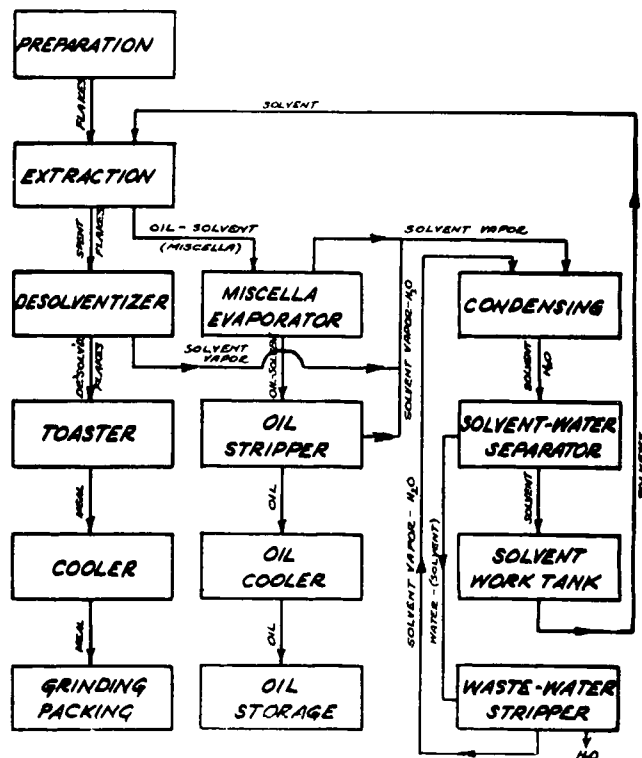 PREPARATION
FLAKES
SOLVENT
EXTRACTION
SPENT
FLAKES
OIL-SOLVENT
(MISCELLA)
SOLVENT VAPOR
DESOLVENTIZER
MISCELLA
EVAPORATOR
CONDENSING
SOLVENT VAPOR-H2O
DESOLV'D
FLAKES
SOLVENT
VAPOR
OIL-SOLVENT
SOLVENT
H2O
TOASTER
OIL
STRIPPER
SOLVENT-WATER
SEPARATOR
SOLVENT
MEAL
OIL
SOLVENT VAPOR-H2O
WATER-(SOLVENT)
SOLVENT
COOLER
OIL
COOLER
SOLVENT
WORK TANK
MEAL
OIL
GRINDING
PACKING
OIL
STORAGE
WASTE-WATER
STRIPPER
H2O